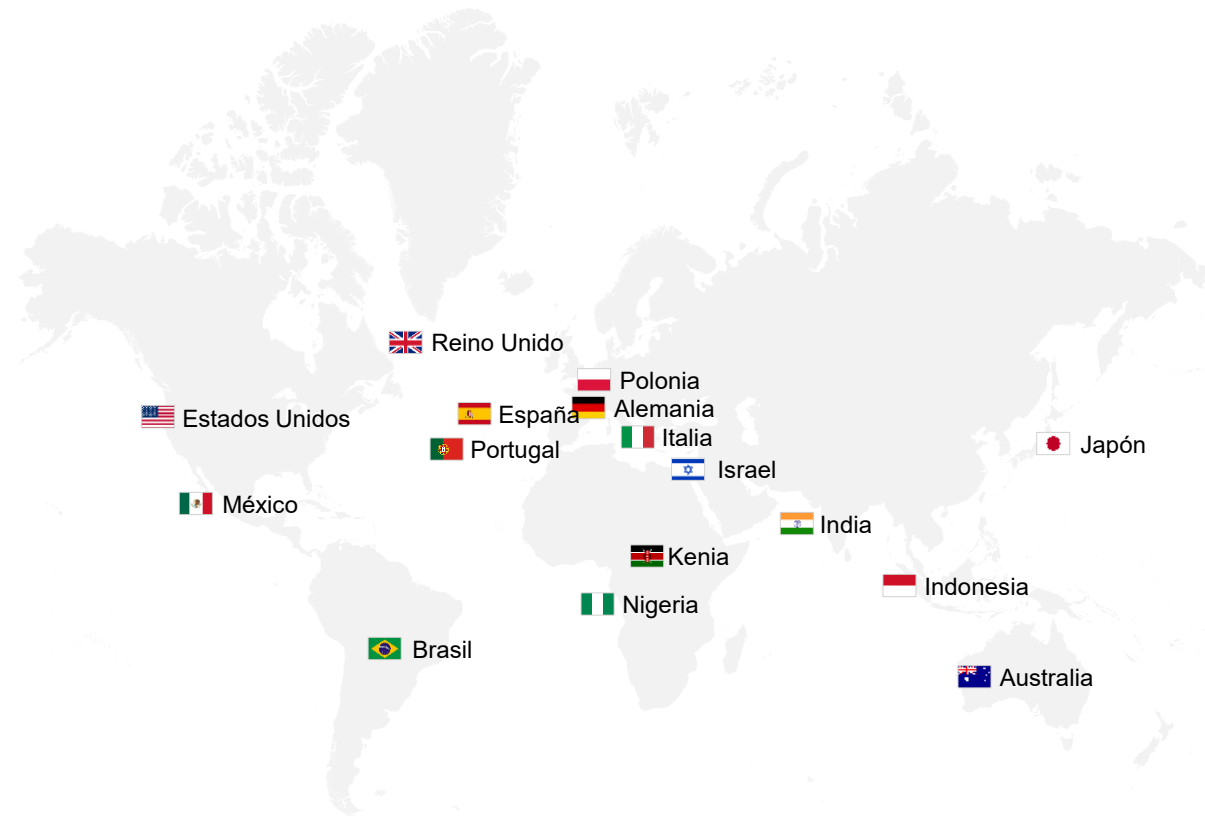 Reino Unido
Polonia
Alemania
España
Estados Unidos
Italia
Japón
Portugal
Israel
México
India
Kenia
Indonesia
Nigeria
Brasil
Australia